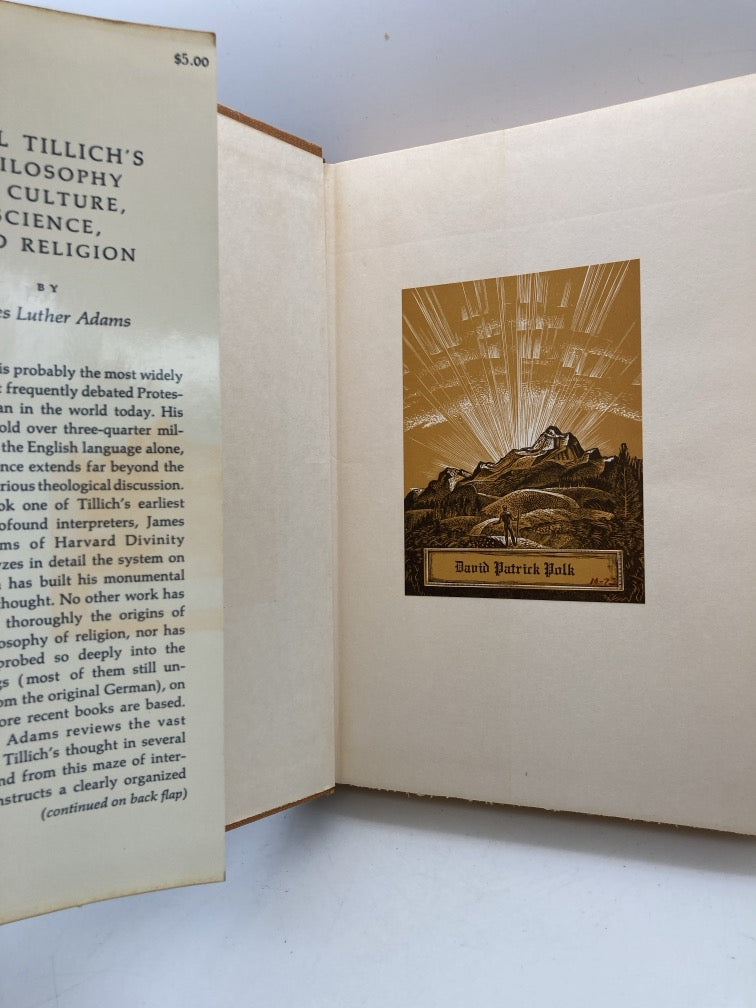 $5.00
L TILLICH'S
ILOSOPHY
CULTURE,
SCIENCE,
D RELIGION
BY
es Luther Adams
is probably the most widely
t frequently debated Protes-
an in the world today. His
old over three-quarter mil-
the English language alone,
nce extends far beyond the
rious theological discussion.
ok one of Tillich's earliest
ofound interpreters, James
ms of Harvard Divinity
yzes in detail the system on
has built his monumental
hought. No other work has
thoroughly the origins of
osophy of religion, nor has
probed so deeply into the
gs (most of them still un-
om the original German), on
ore recent books are based.
Adams reviews the vast
Tillich's thought in several
nd from this maze of inter-
nstructs a clearly organized
(continued on back flap)
David Patrick Polk